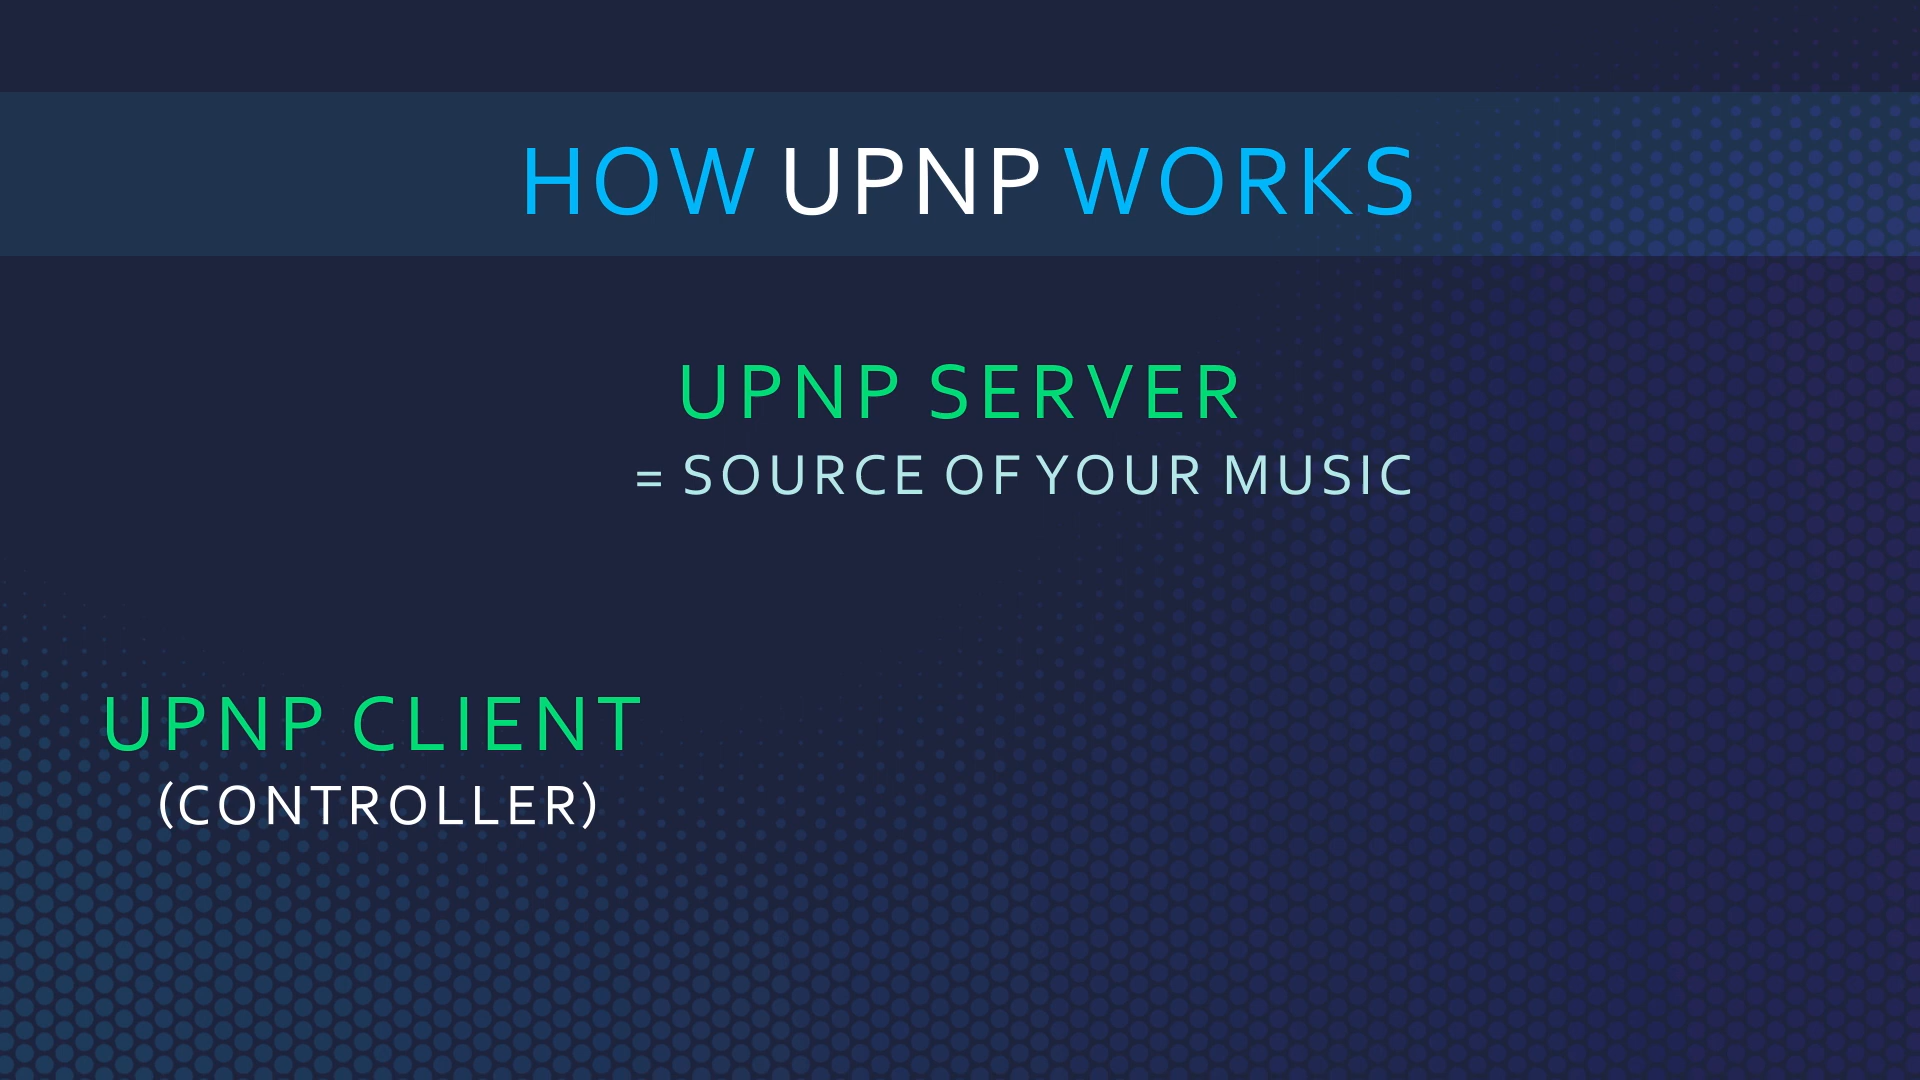 HOW UPNP WORKS
UPNP SERVER
= SOURCE OF YOUR MUSIC
UPNP CLIENT
(CONTROLLER)